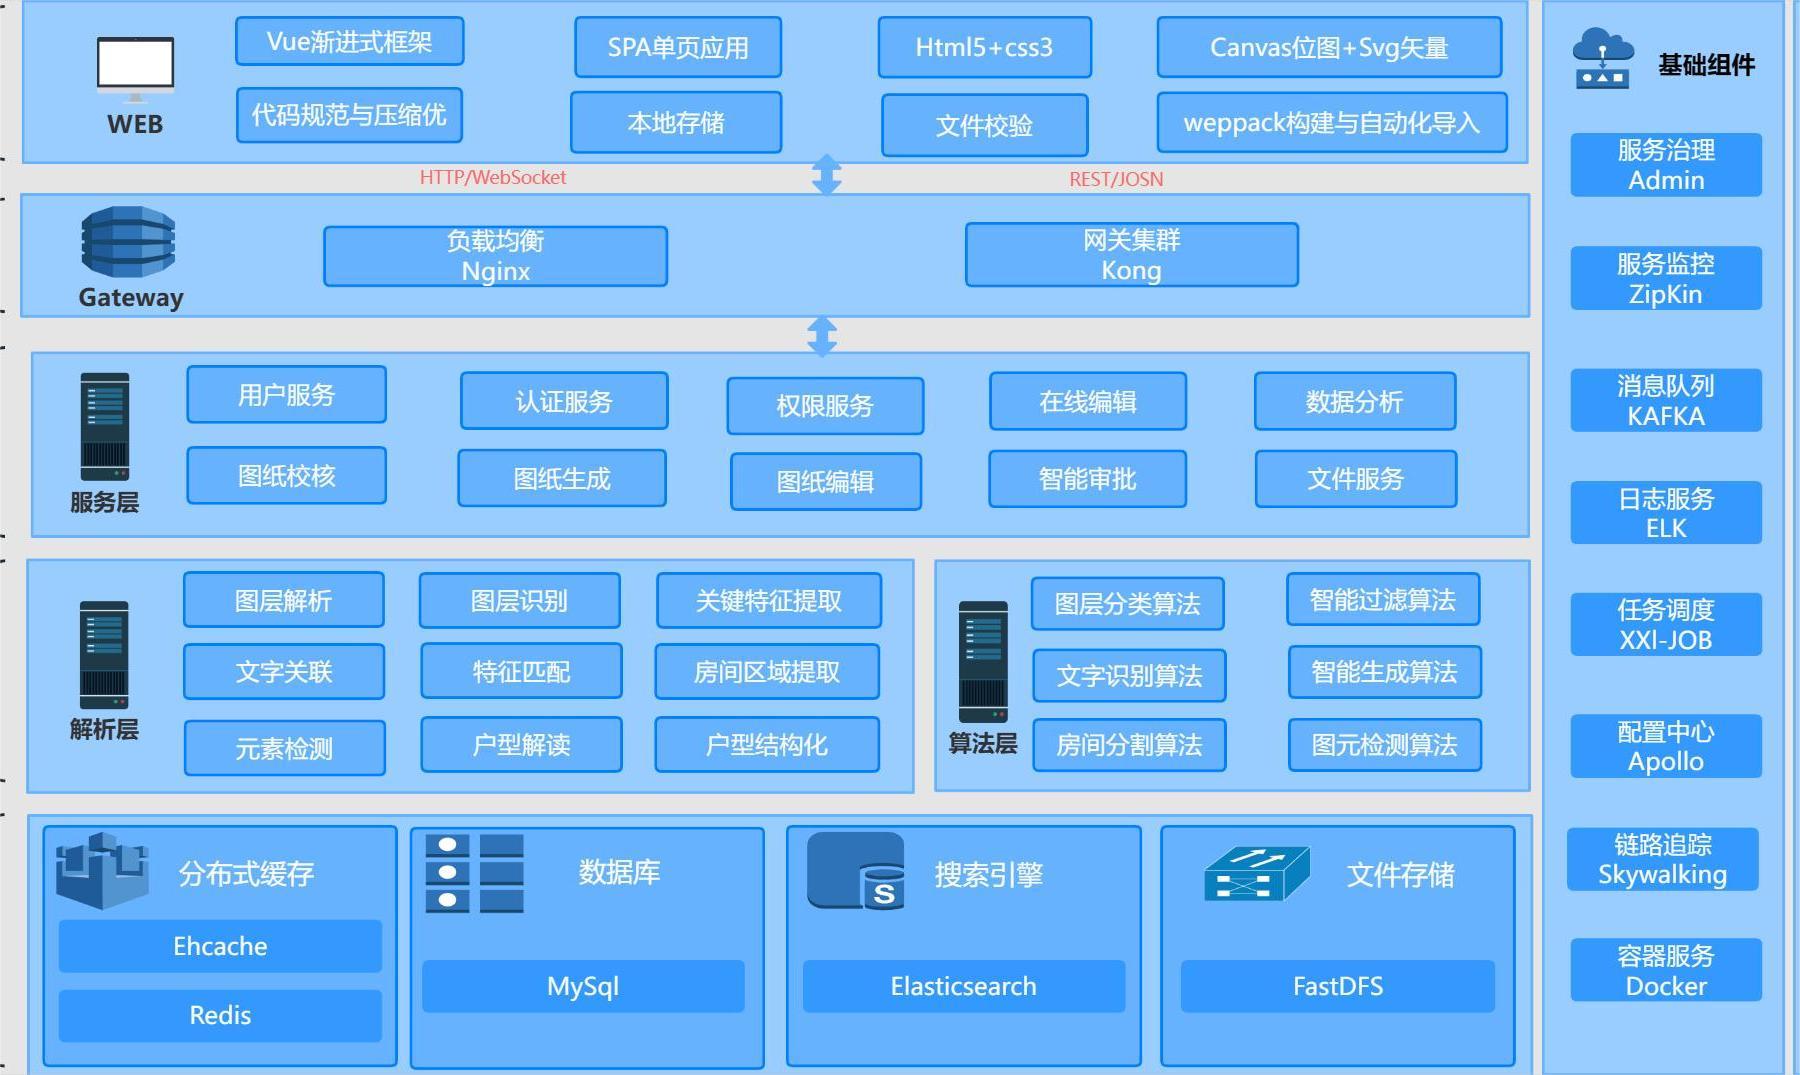 WEB
Vue渐进式框架
SPA单页应用
Html5+css3
Canvas位图+Svg矢量
代码规范与压缩优
本地存储
文件校验
weppack构建与自动化导入
HTTP/WebSocket
REST/JOSN
Gateway
负载均衡
Nginx
网关集群
Kong
服务层
用户服务
认证服务
权限服务
在线编辑
数据分析
图纸校核
图纸生成
图纸编辑
智能审批
文件服务
解析层
图层解析
图层识别
关键特征提取
文字关联
特征匹配
房间区域提取
元素检测
户型解读
户型结构化
算法层
图层分类算法
智能过滤算法
文字识别算法
智能生成算法
房间分割算法
图元检测算法
分布式缓存
Ehcache
Redis
数据库
MySql
搜索引擎
S
Elasticsearch
文件存储
FastDFS
基础组件
服务治理
Admin
服务监控
ZipKin
消息队列
KAFKA
日志服务
ELK
任务调度
XXl-JOB
配置中心
Apollo
链路追踪
Skywalking
容器服务
Docker